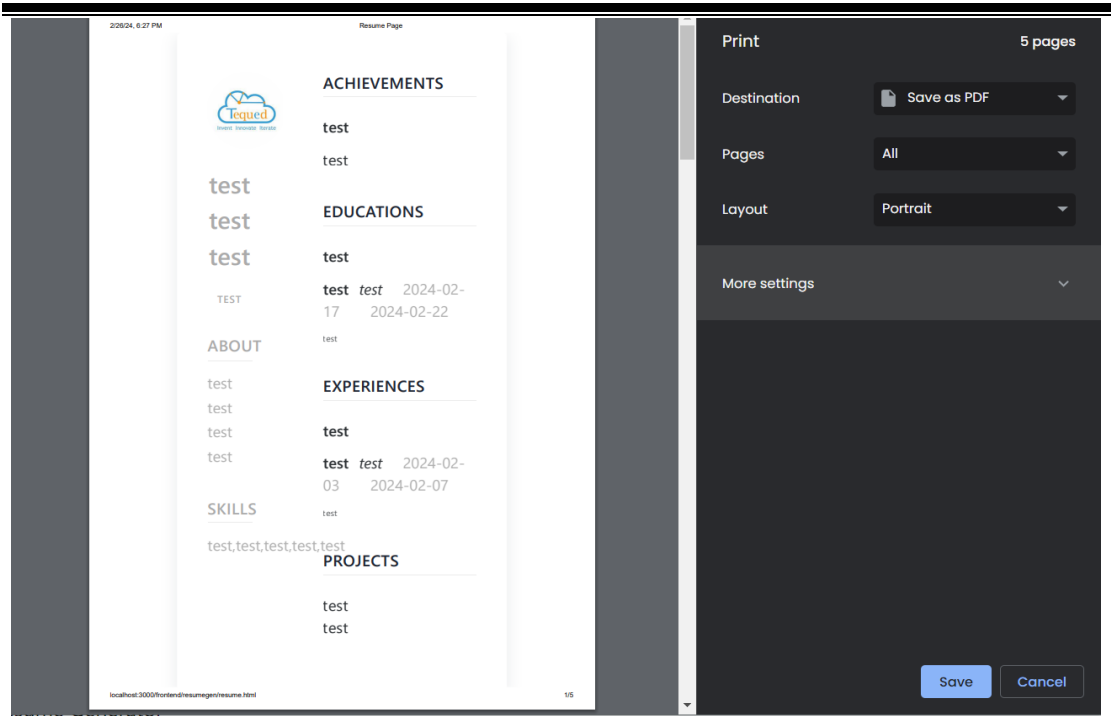 2/26/24, 6:27 PM
Resume Page
Tequed
Invent Innovate Iterate
test
test
test
TEST
ABOUT
test
test
test
test
SKILLS
test,test,test,test,test
ACHIEVEMENTS
test
test
EDUCATIONS
test
test test 2024-02-
17 2024-02-22
test
EXPERIENCES
test
test test 2024-02-
03 2024-02-07
test
PROJECTS
test
test
localhost:3000/frontend/resumegen/resume.html
1/5
Print
5 pages
Destination
Save as PDF
Pages
All
Layout
Portrait
More settings
Save
Cancel